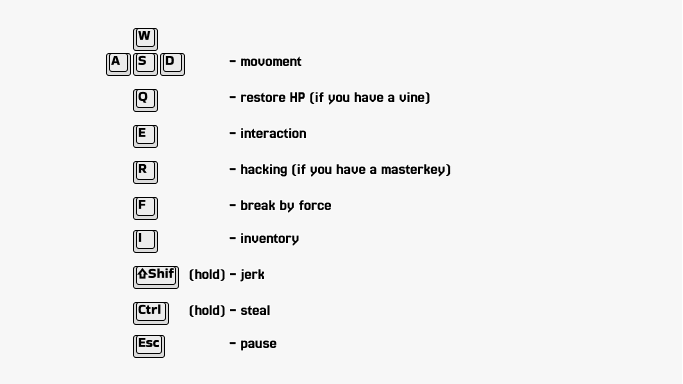 W
A S D - movoment
Q - restore HP (if you have a vine)
E - interaction
R - hacking (if you have a masterkey)
F - break by force
I - inventory
⇧Shif (hold) - jerk
Ctrl (hold) - steal
Esc - pause